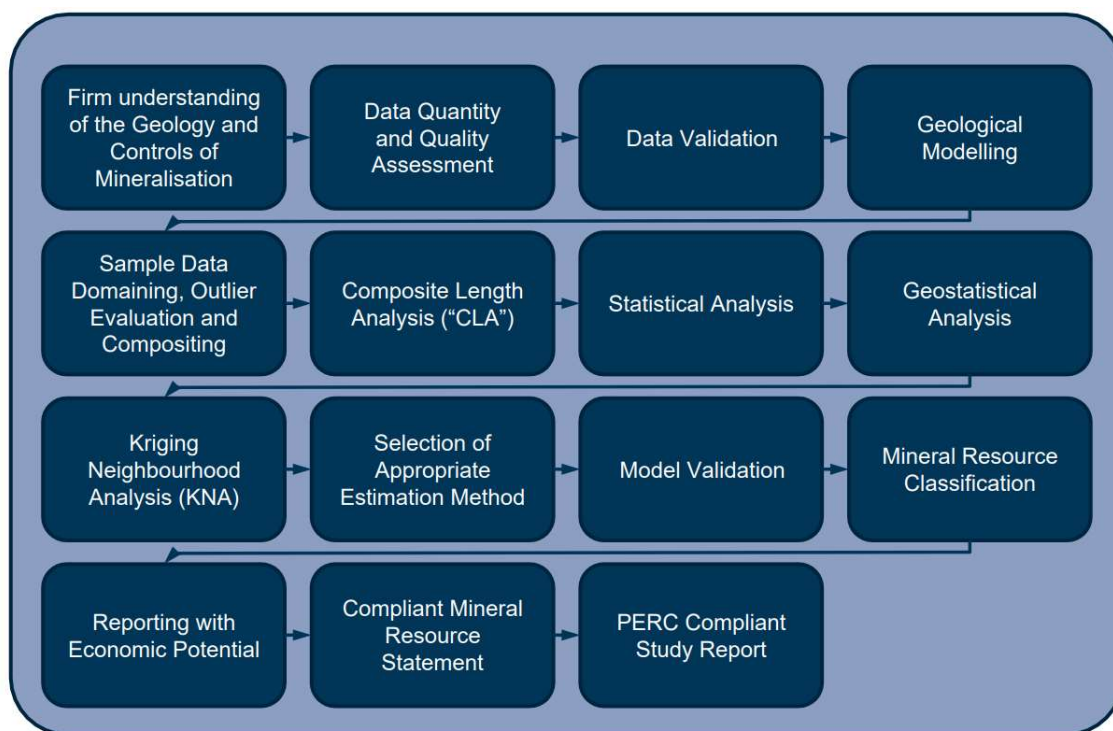 Firm understanding
of the Geology and
Controls of
Mineralisation
Data Quantity
and Quality
Assessment
Data Validation
Geological
Modelling
Sample Data
Domaining, Outlier
Evaluation and
Compositing
Composite Length
Analysis (“CLA”)
Statistical Analysis
Geostatistical
Analysis
Kriging
Neighbourhood
Analysis (KNA)
Selection of
Appropriate
Estimation Method
Model Validation
Mineral Resource
Classification
Reporting with
Economic Potential
Compliant Mineral
Resource
Statement
PERC Compliant
Study Report